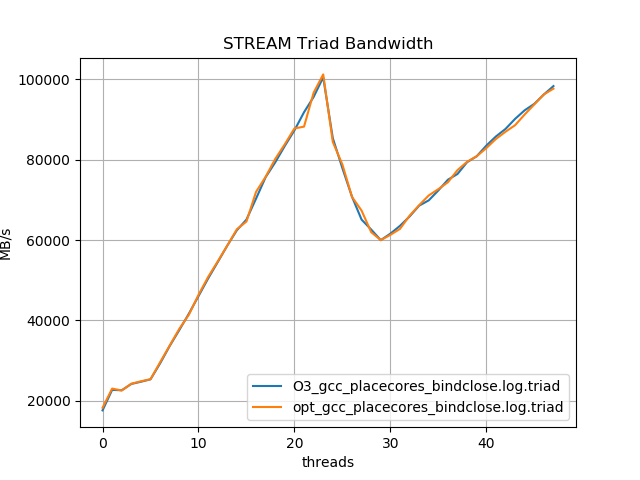 STREAM Triad Bandwidth
100000
80000
60000
40000
20000
MB/s
0
10
20
30
40
threads
O3_gcc_placecores_bindclose.log.triad
opt_gcc_placecores_bindclose.log.triad